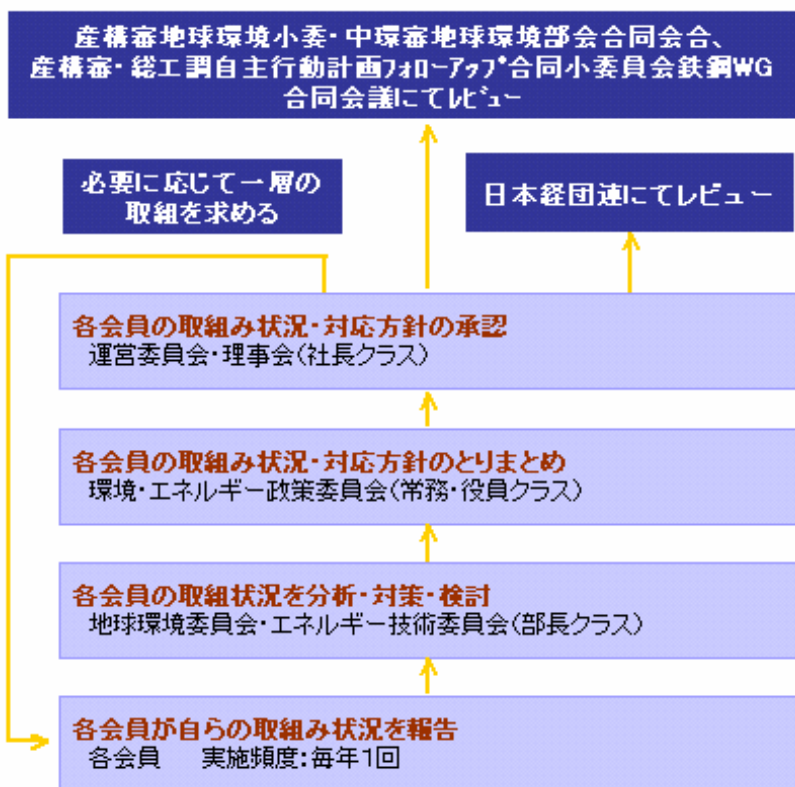 産構審地球環境小委・中環審地球環境部会合同会合、
産構審・総工調自主行動計画ﾌｫﾛｰｱｯﾌﾟ合同小委員会鉄鋼WG
合同会議にてﾚﾋﾞｭｰ
必要に応じて一層の
取組を求める
日本経団連にてレビュー
各会員の取組み状況・対応方針の承認
運営委員会・理事会(社長クラス)
各会員の取組み状況・対応方針のとりまとめ
環境・エネルギー政策委員会(常務・役員クラス)
各会員の取組状況を分析・対策・検討
地球環境委員会・エネルギー技術委員会(部長クラス)
各会員が自らの取組み状況を報告
各会員　　実施頻度:毎年1回